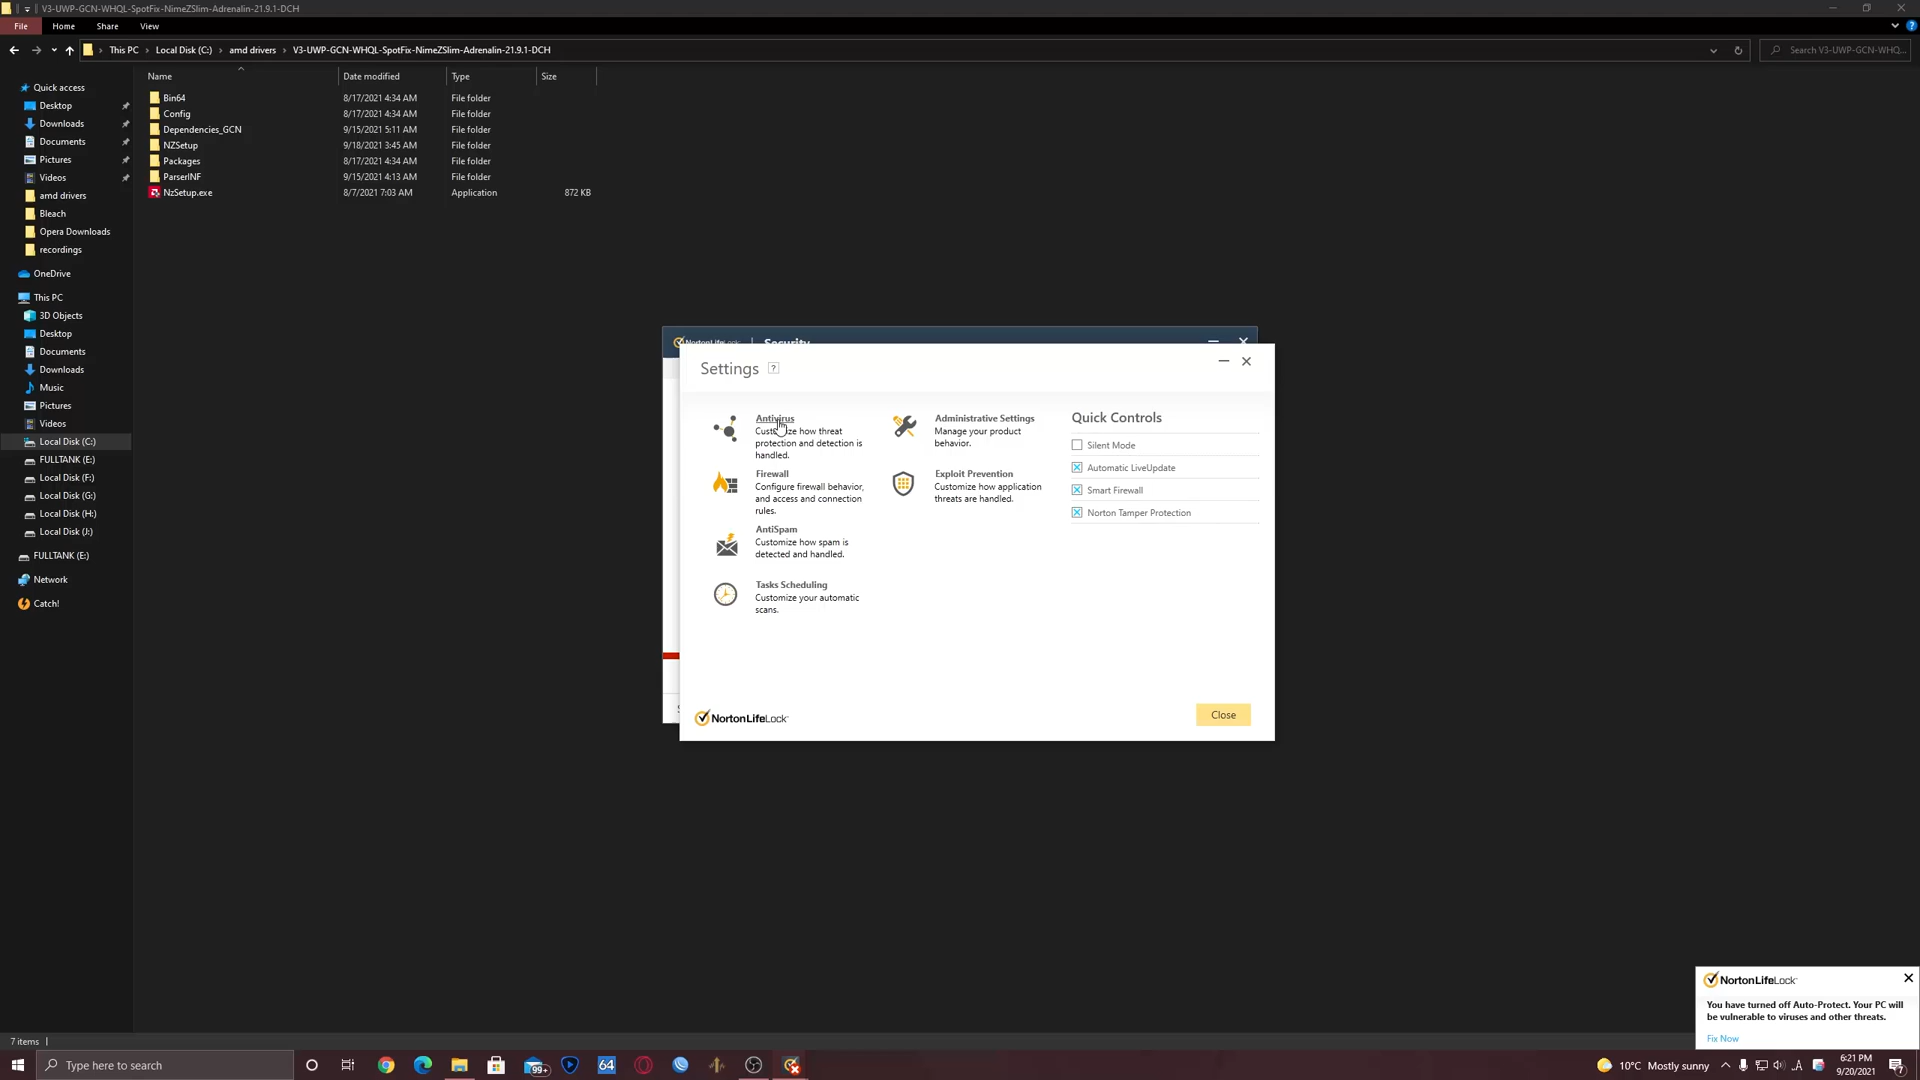 V3-UWP-GCN-WHQL-SpotFix-NimeZSlim-Adrenalin-21.9.1-DCH
File Home Share View
This PC Local Disk (C:) amd drivers V3-UWP-GCN-WHQL-SpotFix-NimeZSlim-Adrenalin-21.9.1-DCH
Search V3-UWP-GCN-WHQ...
Name Date modified Type Size
Bin64 8/17/2021 4:34 AM File folder
Config 8/17/2021 4:34 AM File folder
Dependencies_GCN 9/15/2021 5:11 AM File folder
NZSetup 9/18/2021 3:45 AM File folder
Packages 8/17/2021 4:34 AM File folder
ParserINF 9/15/2021 4:13 AM File folder
NzSetup.exe 8/7/2021 7:03 AM Application 872 KB
Quick access
Desktop
Downloads
Documents
Pictures
Videos
amd drivers
Bleach
Opera Downloads
recordings
OneDrive
This PC
3D Objects
Desktop
Documents
Downloads
Music
Pictures
Videos
Local Disk (C:)
FULLTANK (E:)
Local Disk (F:)
Local Disk (G:)
Local Disk (H:)
Local Disk (J:)
FULLTANK (E:)
Network
Catch!
Security
Settings ?
Antivirus
Customize how threat
protection and detection is
handled.
Firewall
Configure firewall behavior,
and access and connection
rules.
AntiSpam
Customize how spam is
detected and handled.
Tasks Scheduling
Customize your automatic
scans.
Administrative Settings
Manage your product
behavior.
Exploit Prevention
Customize how application
threats are handled.
Quick Controls
Silent Mode
Automatic LiveUpdate
Smart Firewall
Norton Tamper Protection
NortonLifeLock
Close
NortonLifeLock
You have turned off Auto-Protect. Your PC will
be vulnerable to viruses and other threats.
Fix Now
7 items
Type here to search
99+
64
10°C Mostly sunny
6:21 PM
9/20/2021
7